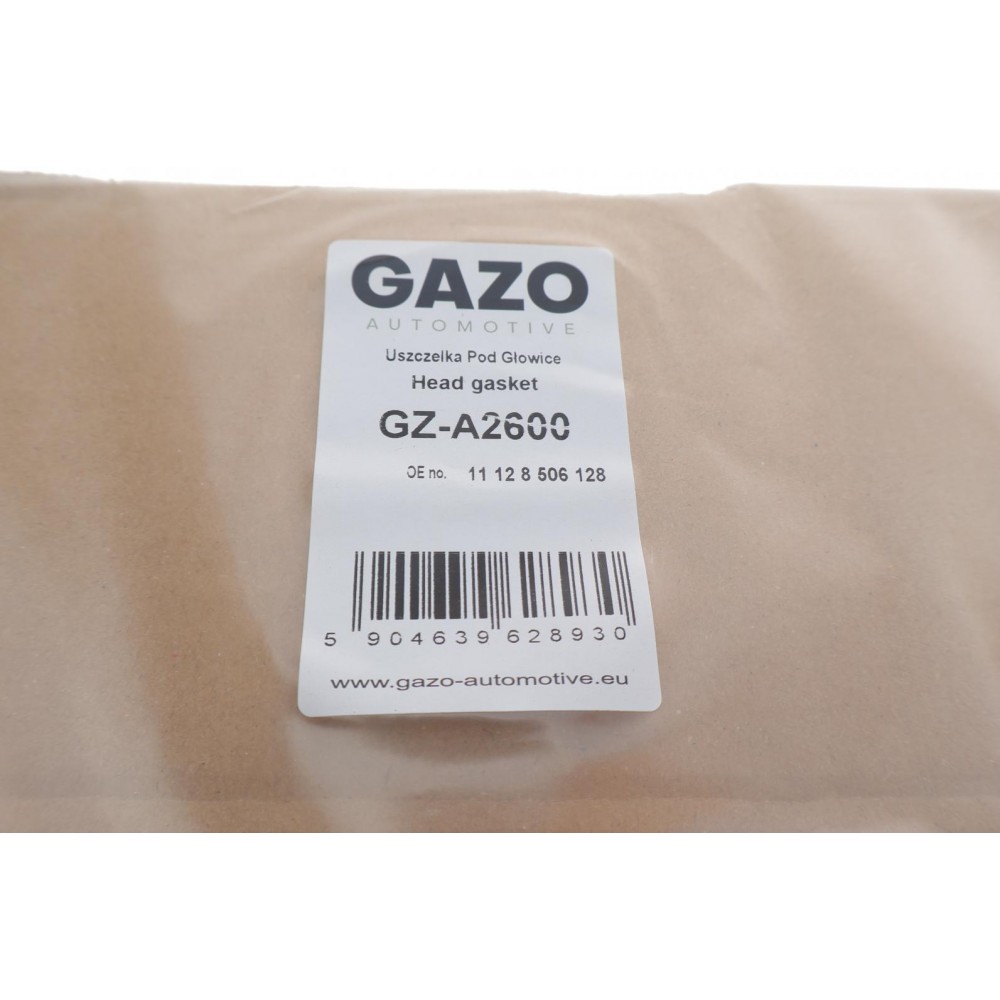 GAZO
AUTOMOTIVE
Uszczelka Pod Głowice
Head gasket
GZ-A2600
OE no. 11 12 8 506 128
5 904639 628930
www.gazo-automotive.eu